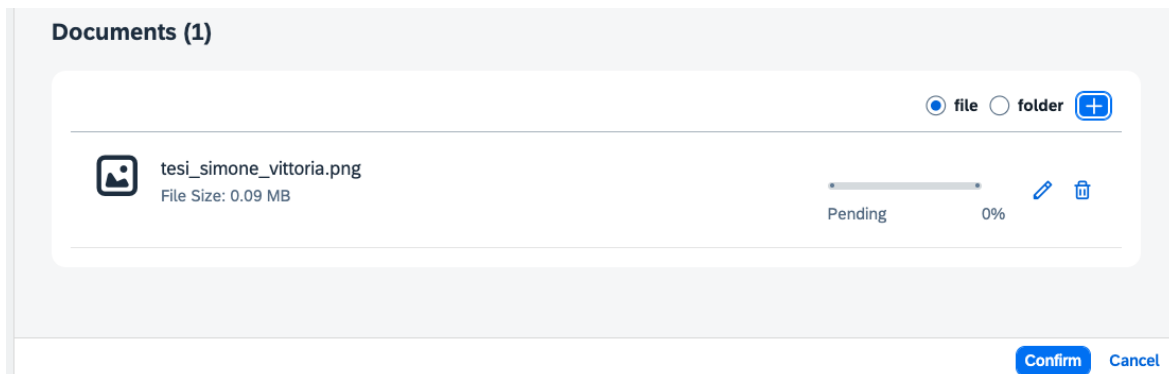 Documents (1)
file folder
tesi_simone_vittoria.png
File Size: 0.09 MB
Pending 0%
Confirm Cancel